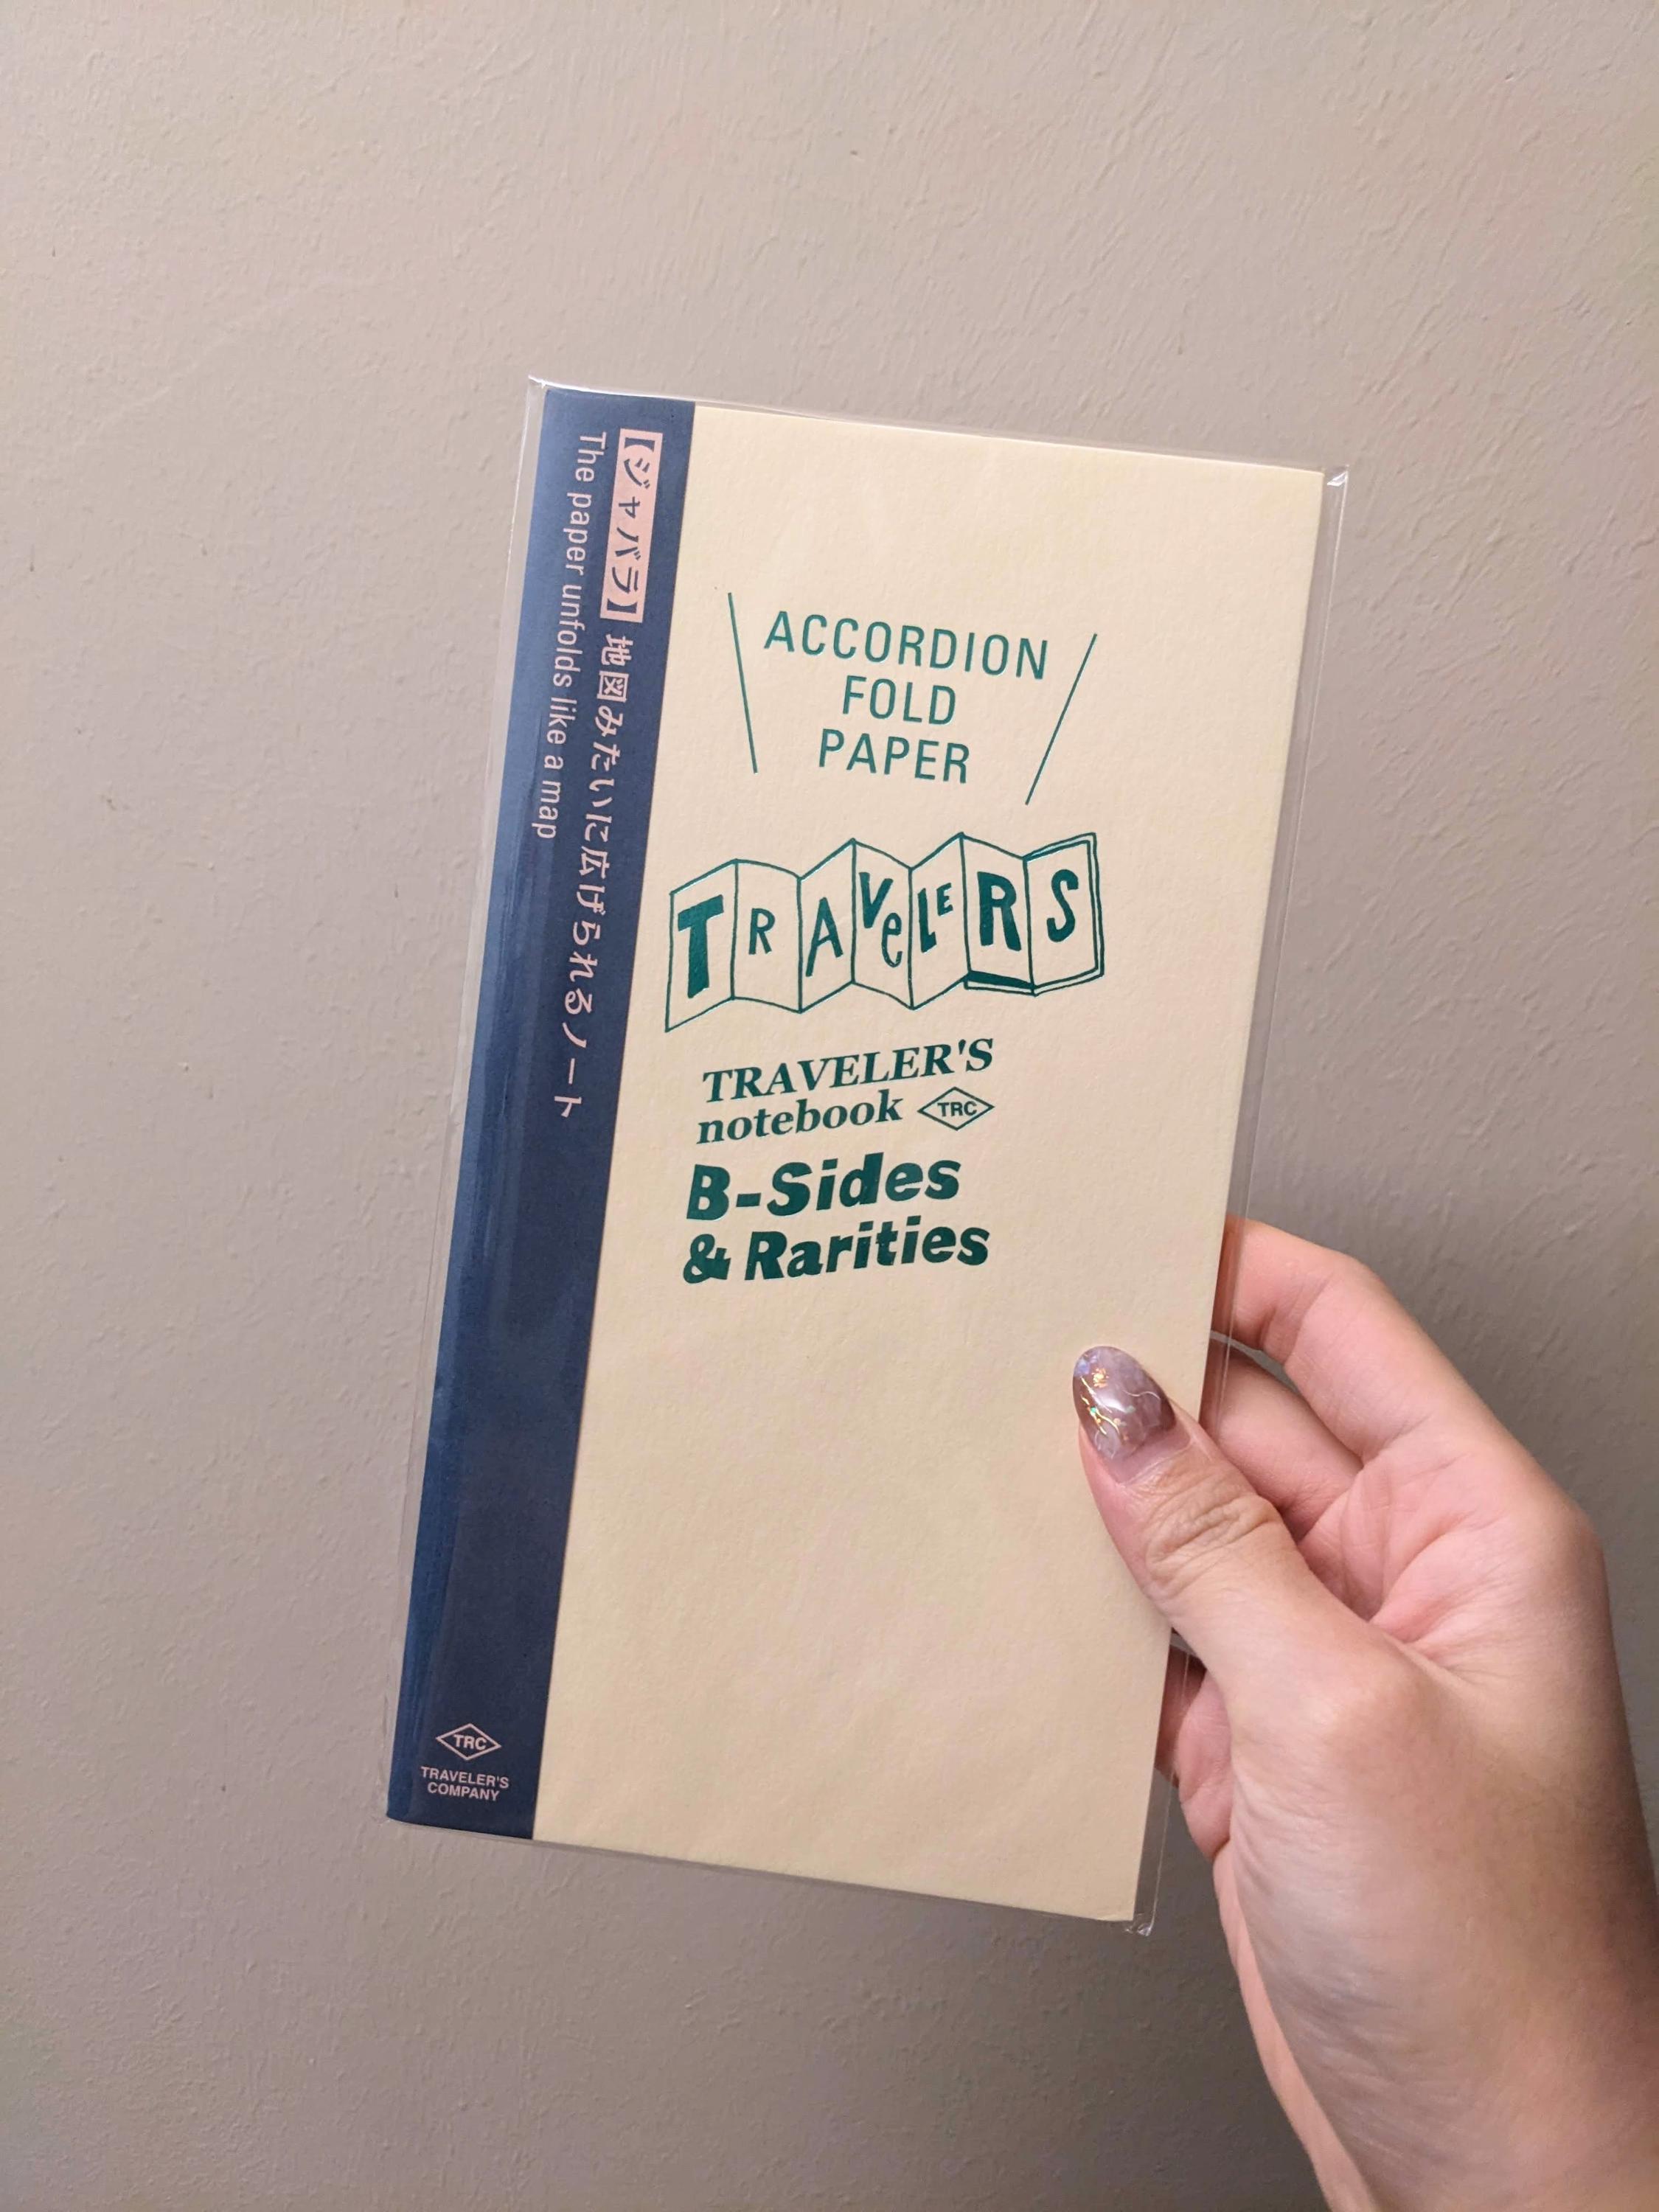 【ジャバラ】地図みたいに広げられるノート
The paper unfolds like a map
ACCORDION
FOLD
PAPER
TRAVELERS
TRAVELER'S
notebook TRC
B-Sides
& Rarities
TRC
TRAVELER'S
COMPANY